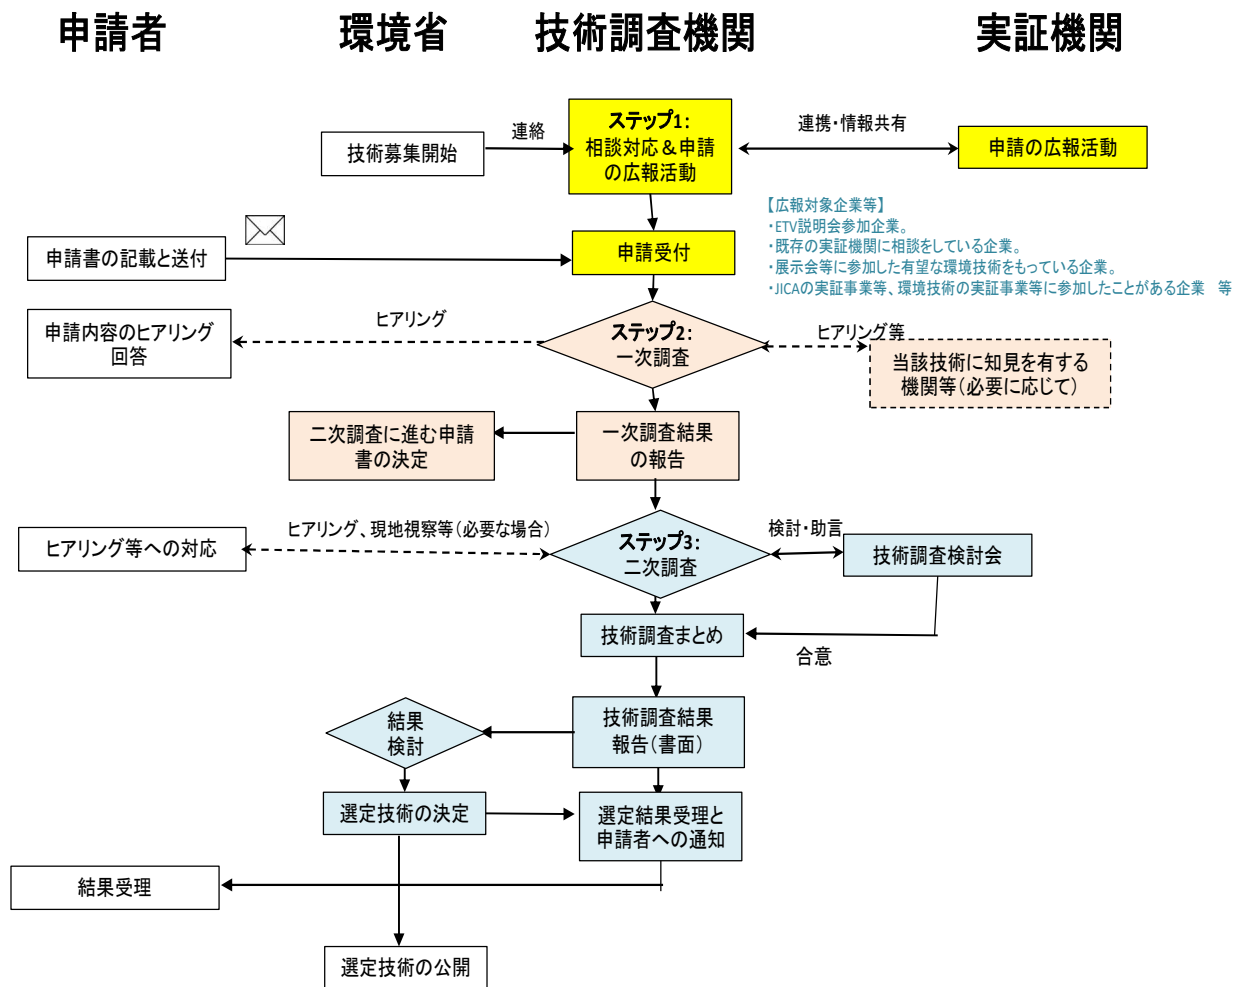 申請者
環境省
技術調査機関
実証機関
技術募集開始
連絡
ステップ1:
相談対応&申請
の広報活動
連携・情報共有
申請の広報活動
【広報対象企業等】
・ETV説明会参加企業。
・既存の実証機関に相談をしている企業。
・展示会等に参加した有望な環境技術をもっている企業。
・JICAの実証事業等、環境技術の実証事業等に参加したことがある企業　等
申請書の記載と送付
申請受付
申請内容のヒアリング
回答
ヒアリング
ステップ2:
一次調査
ヒアリング等
当該技術に知見を有する
機関等(必要に応じて)
二次調査に進む申請
書の決定
一次調査結果
の報告
ヒアリング等への対応
ヒアリング、現地視察等(必要な場合)
ステップ3:
二次調査
検討・助言
技術調査検討会
技術調査まとめ
合意
結果
検討
技術調査結果
報告(書面)
選定技術の決定
選定結果受理と
申請者への通知
結果受理
選定技術の公開